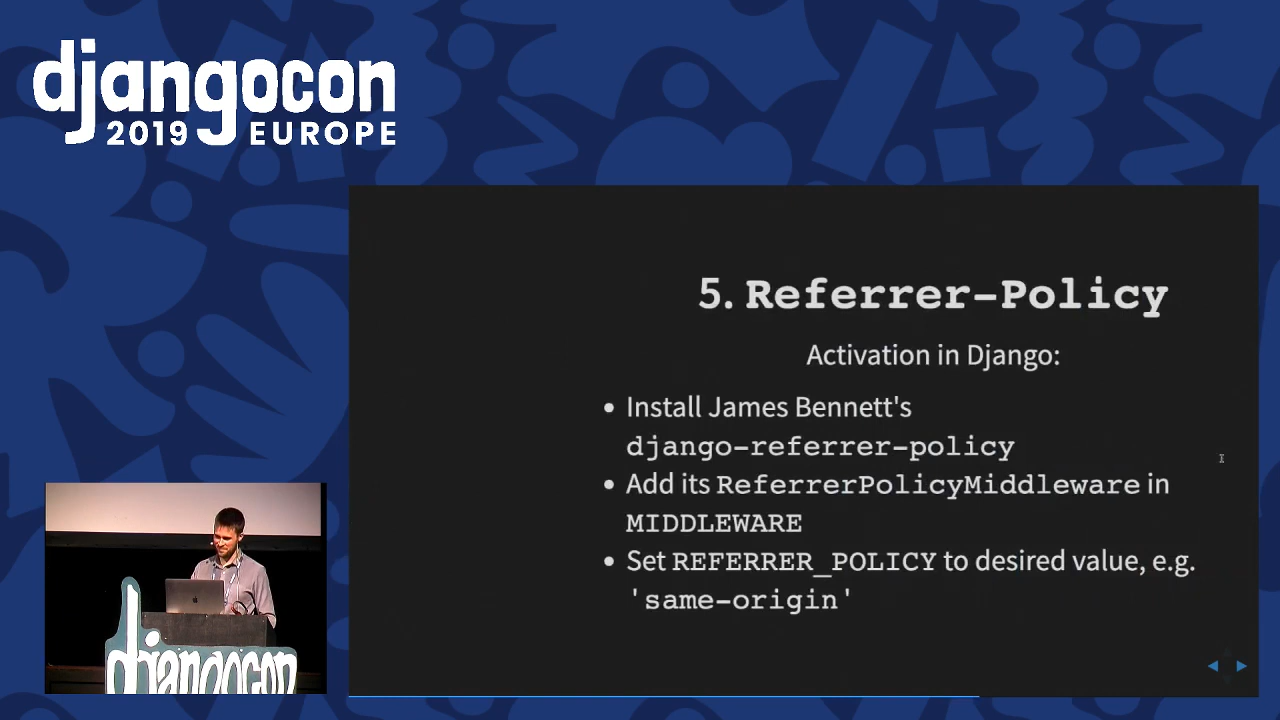 djangocon
2019 EUROPE
5. Referrer-Policy
Activation in Django:
• Install James Bennett's
django-referrer-policy
• Add its ReferrerPolicyMiddleware in
MIDDLEWARE
• Set REFERRER_POLICY to desired value, e.g.
'same-origin'
djangocon